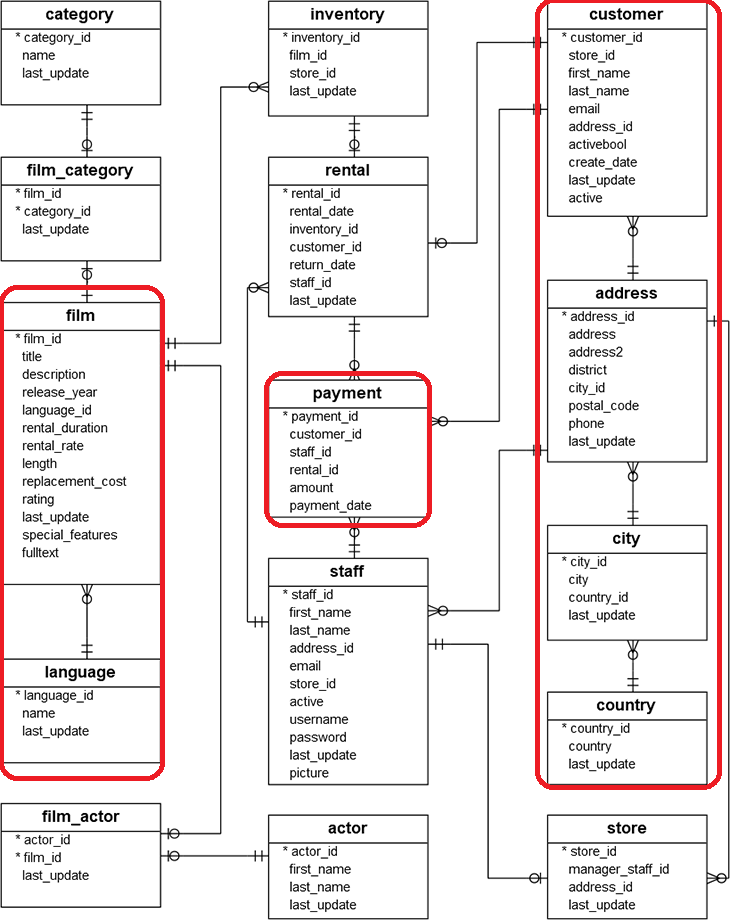 category
* category_id
name
last_update
film_category
* film_id
* category_id
last_update
film
* film_id
title
description
release_year
language_id
rental_duration
rental_rate
length
replacement_cost
rating
last_update
special_features
fulltext
language
* language_id
name
last_update
film_actor
* actor_id
* film_id
last_update
inventory
* inventory_id
film_id
store_id
last_update
rental
* rental_id
rental_date
inventory_id
customer_id
return_date
staff_id
last_update
payment
* payment_id
customer_id
staff_id
rental_id
amount
payment_date
staff
* staff_id
first_name
last_name
address_id
email
store_id
active
username
password
last_update
picture
actor
* actor_id
first_name
last_name
last_update
customer
* customer_id
store_id
first_name
last_name
email
address_id
activebool
create_date
last_update
active
address
* address_id
address
address2
district
city_id
postal_code
phone
last_update
city
* city_id
city
country_id
last_update
country
* country_id
country
last_update
store
* store_id
manager_staff_id
address_id
last_update